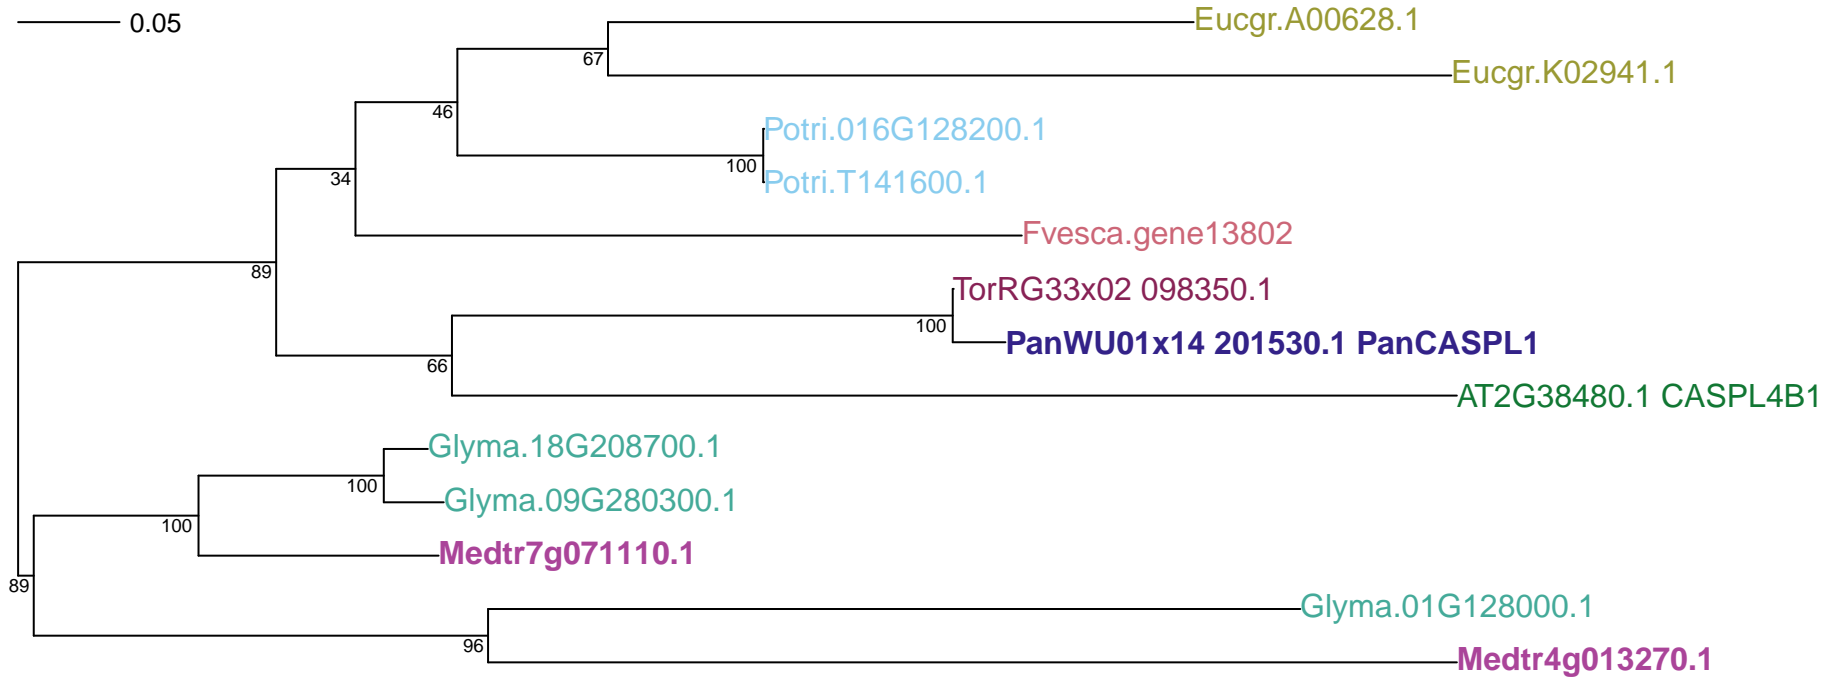 0.05
Eucgr.A00628.1
67
Eucgr.K02941.1
46
Potri.016G128200.1
100
Potri.T141600.1
34
Fvesca.gene13802
89
TorRG33x02 098350.1
100
PanWU01x14 201530.1 PanCASPL1
66
AT2G38480.1 CASPL4B1
Glyma.18G208700.1
100
Glyma.09G280300.1
100
Medtr7g071110.1
89
Glyma.01G128000.1
96
Medtr4g013270.1